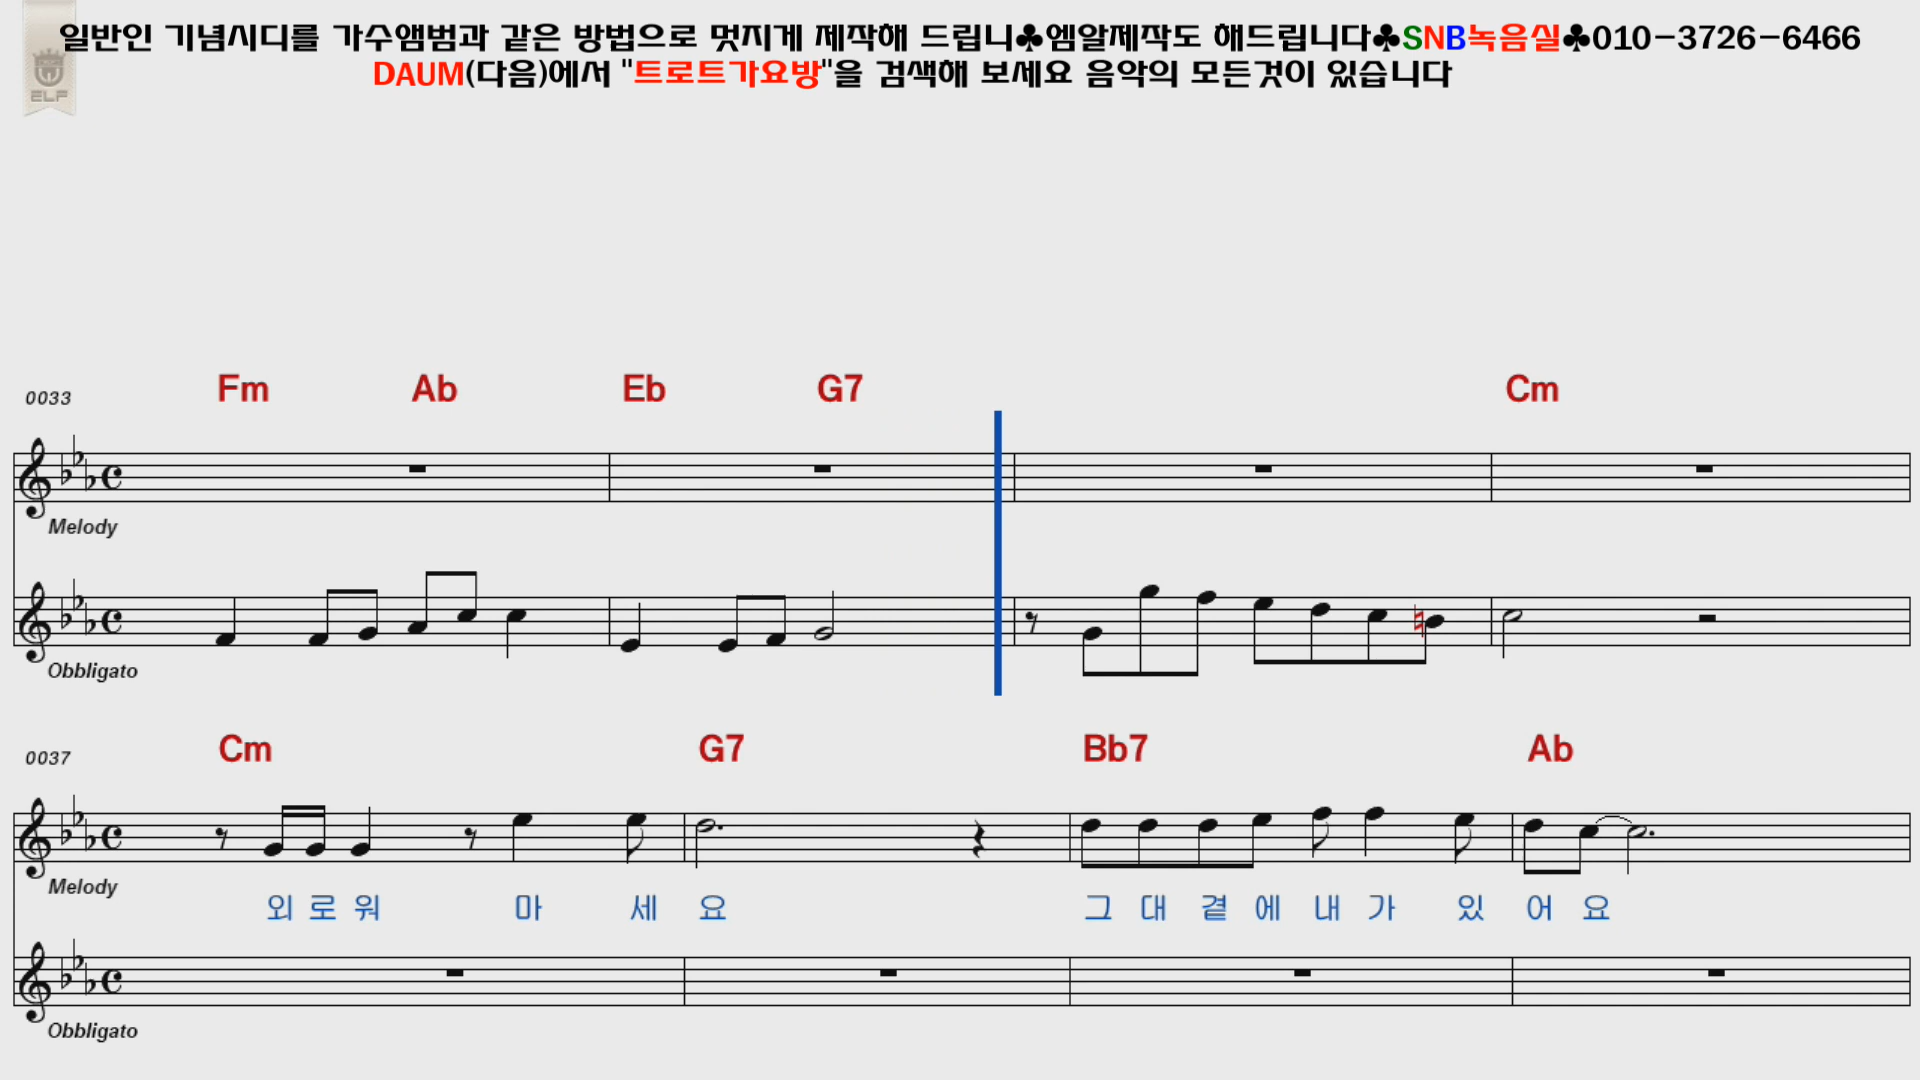 일반인 기념시디를 가수앨범과 같은 방법으로 멋지게 제작해 드립니♣엠알제작도 해드립니다♣SNB녹음실♣010-3726-6466
DAUM(다음)에서 "트로트가요방"을 검색해 보세요 음악의 모든것이 있습니다
ELF
0033 Fm Ab Eb G7 Cm
Melody
Obbligato
0037 Cm G7 Bb7 Ab
Melody
외 로 워 마 세 요 그 대 곁 에 내 가 있 어 요
Obbligato